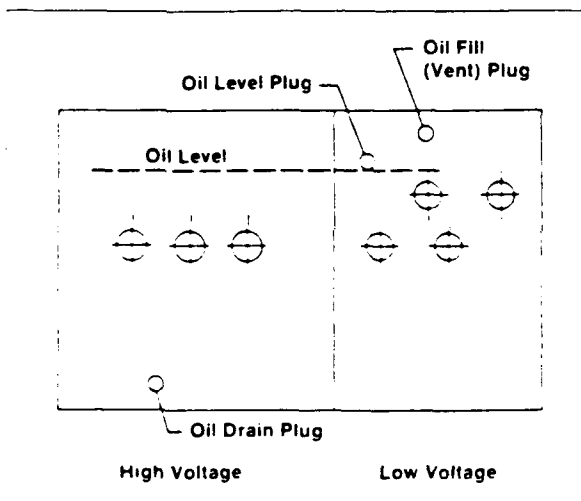 Oil Fill
(Vent) Plug
Oil Level Plug
Oil Level
Oil Drain Plug
High Voltage
Low Voltage